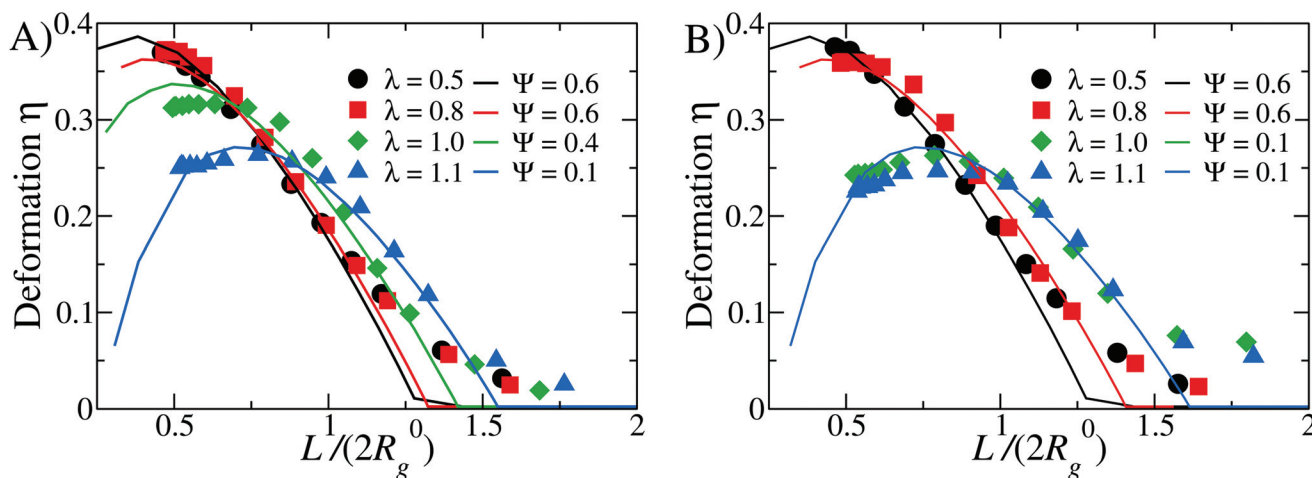 A)
0.4
0.3
0.2
0.1
0
Deformation η
λ = 0.5 Ψ = 0.6
λ = 0.8 Ψ = 0.6
λ = 1.0 Ψ = 0.4
λ = 1.1 Ψ = 0.1
0.5 1 1.5 2
L/(2R_g^0)
B)
0.4
0.3
0.2
0.1
0
Deformation η
λ = 0.5 Ψ = 0.6
λ = 0.8 Ψ = 0.6
λ = 1.0 Ψ = 0.1
λ = 1.1 Ψ = 0.1
0.5 1 1.5 2
L/(2R_g^0)